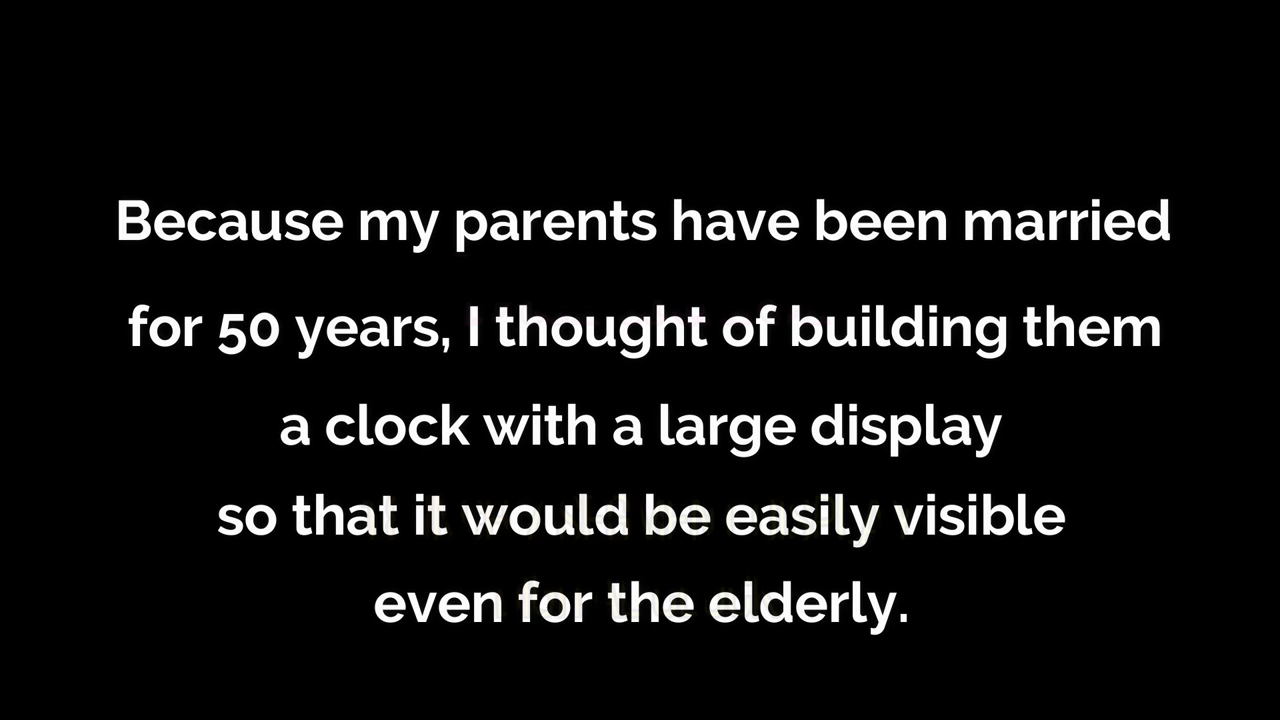 Because my parents have been married
for 50 years, I thought of building them
a clock with a large display
so that it would be easily visible
even for the elderly.